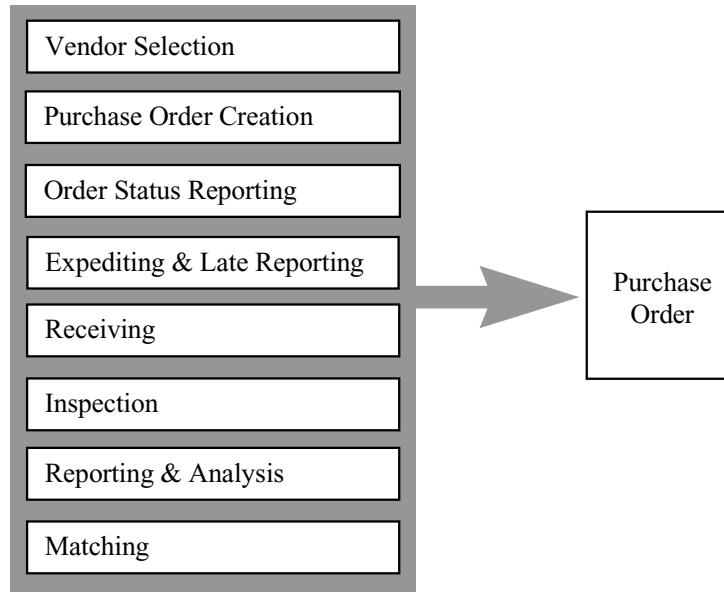 Vendor Selection
Purchase Order Creation
Order Status Reporting
Expediting & Late Reporting
Receiving
Inspection
Reporting & Analysis
Matching
Purchase
Order